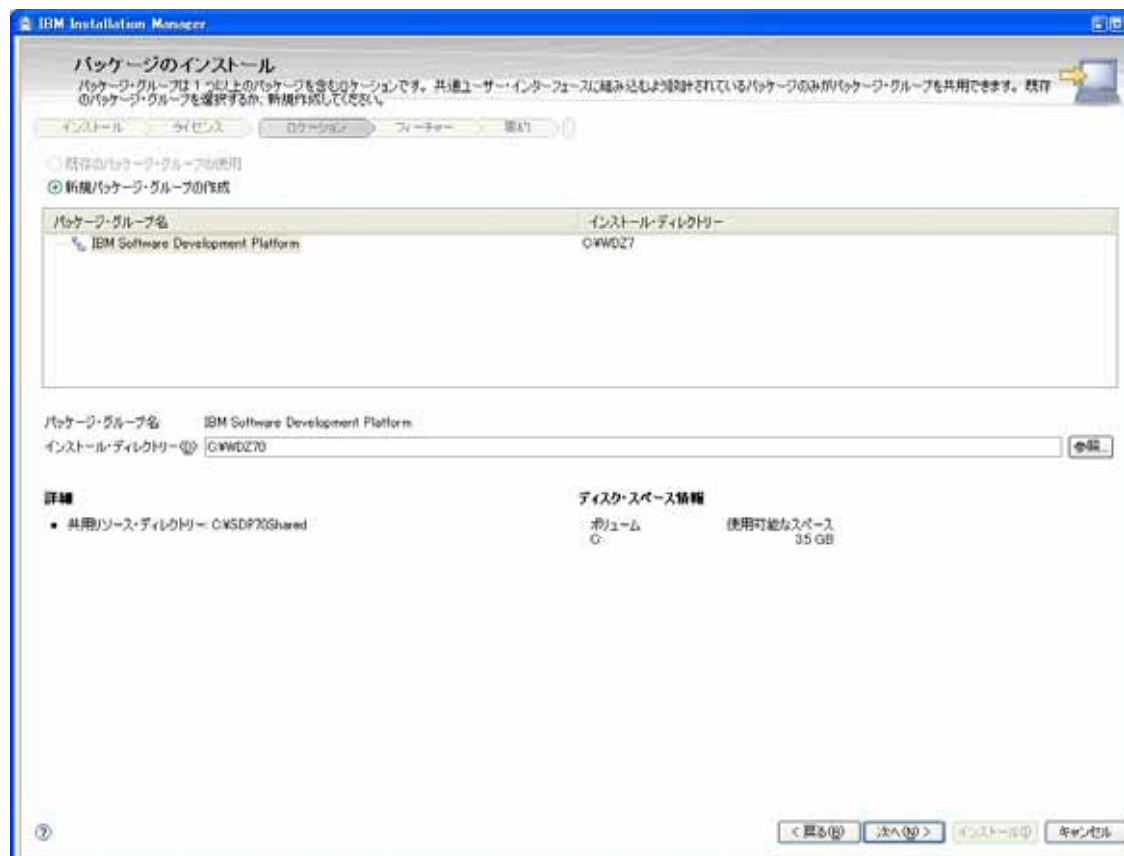 IBM Installation Manager
パッケージのインストール
パッケージ・グループは 1 つ以上のパッケージを含むロケーションです。共通ユーザー・インターフェースに組み込むよう設計されているパッケージのみがパッケージ・グループを共用できます。既存
のパッケージ・グループを選択するか、新規作成してください。
インストール ライセンス ロケーション フィーチャー 要約
既存のパッケージ・グループの使用
新規パッケージ・グループの作成
パッケージ・グループ名 インストール・ディレクトリー
IBM Software Development Platform C:¥WDZ7
パッケージ・グループ名 IBM Software Development Platform
インストール・ディレクトリー(D) C:¥WDZ70 参照...
詳細 ディスク・スペース情報
• 共用リソース・ディレクトリー: C:¥SDP70Shared ボリューム 使用可能なスペース
C: 35 GB
< 戻る(B) 次へ(N) > インストール(I) キャンセル